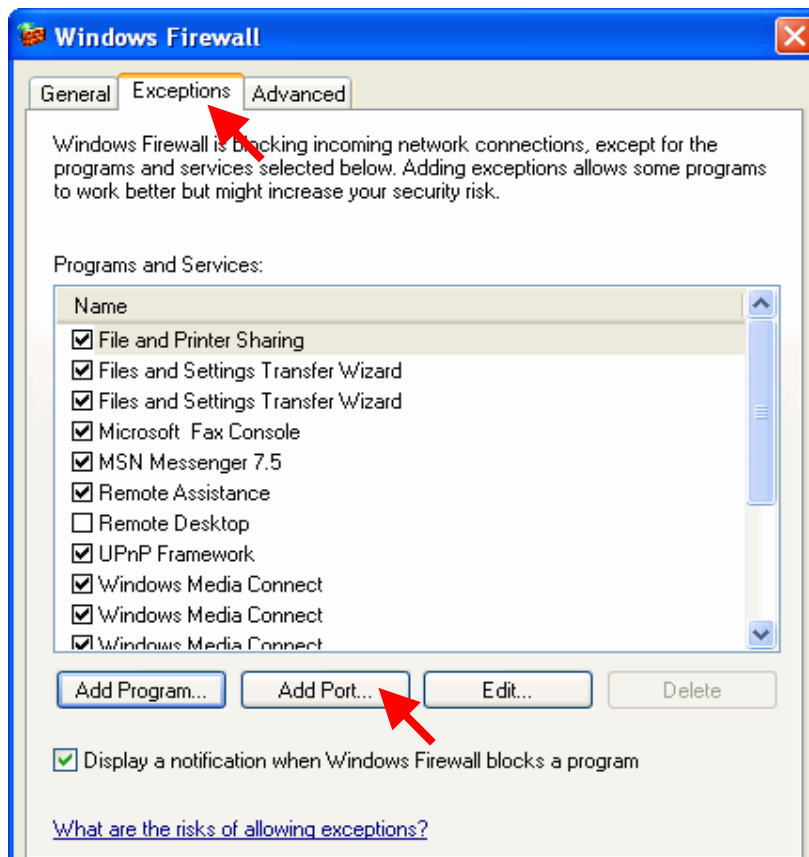 Windows Firewall
General Exceptions Advanced
Windows Firewall is blocking incoming network connections, except for the
programs and services selected below. Adding exceptions allows some programs
to work better but might increase your security risk.
Programs and Services:
Name
File and Printer Sharing
Files and Settings Transfer Wizard
Files and Settings Transfer Wizard
Microsoft Fax Console
MSN Messenger 7.5
Remote Assistance
Remote Desktop
UPnP Framework
Windows Media Connect
Windows Media Connect
Windows Media Connect
Add Program... Add Port... Edit... Delete
Display a notification when Windows Firewall blocks a program
What are the risks of allowing exceptions?